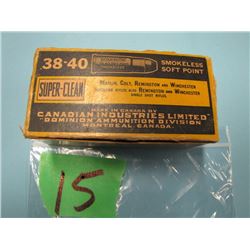 38-40
SMOKELESS
SOFT POINT
SUPER-CLEAN
MARLIN, COLT, REMINGTON AND WINCHESTER
RIFLES ALSO REMINGTON AND WINCHESTER
SINGLE SHOT RIFLES.
MADE IN CANADA BY
CANADIAN INDUSTRIES LIMITED
"DOMINION AMMUNITION DIVISION
MONTREAL, CANADA.
15